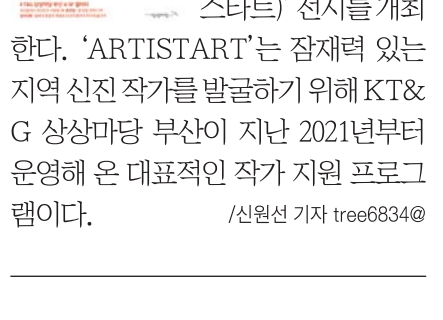 스타트) 전시를 개최
한다. ‘ARTISTART’는 잠재력 있는
지역 신진 작가를 발굴하기 위해 KT&
G 상상마당 부산이 지난 2021년부터
운영해 온 대표적인 작가 지원 프로그
램이다. /신원선 기자 tree6834@